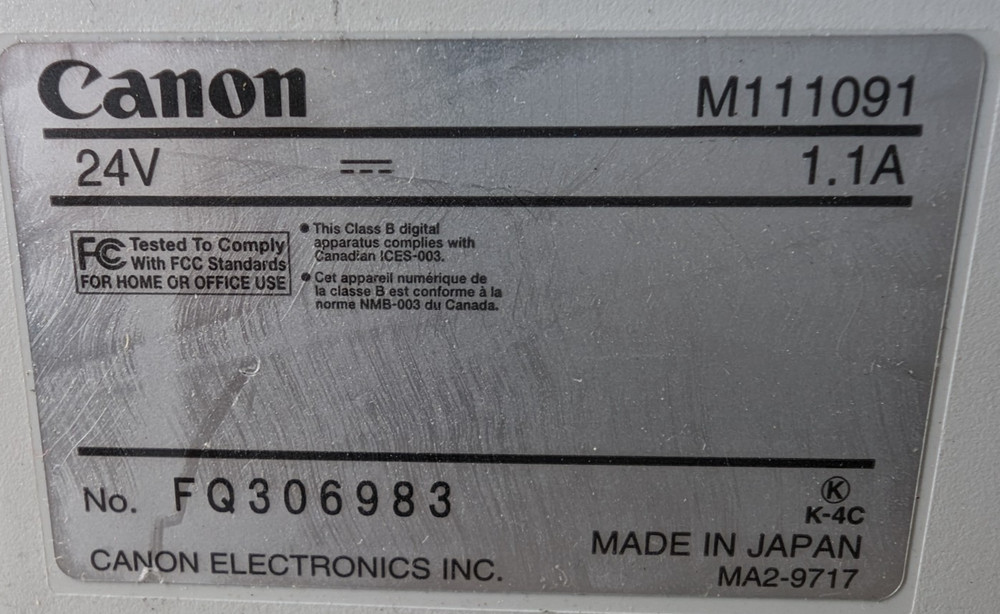 Canon
M111091
24V
1.1A
FC Tested To Comply
With FCC Standards
FOR HOME OR OFFICE USE
● This Class B digital
apparatus complies with
Canadian ICES-003.
● Cet appareil numérique de
la classe B est conforme à la
norme NMB-003 du Canada.
No. FQ306983
K
K-4C
CANON ELECTRONICS INC.
MADE IN JAPAN
MA2-9717